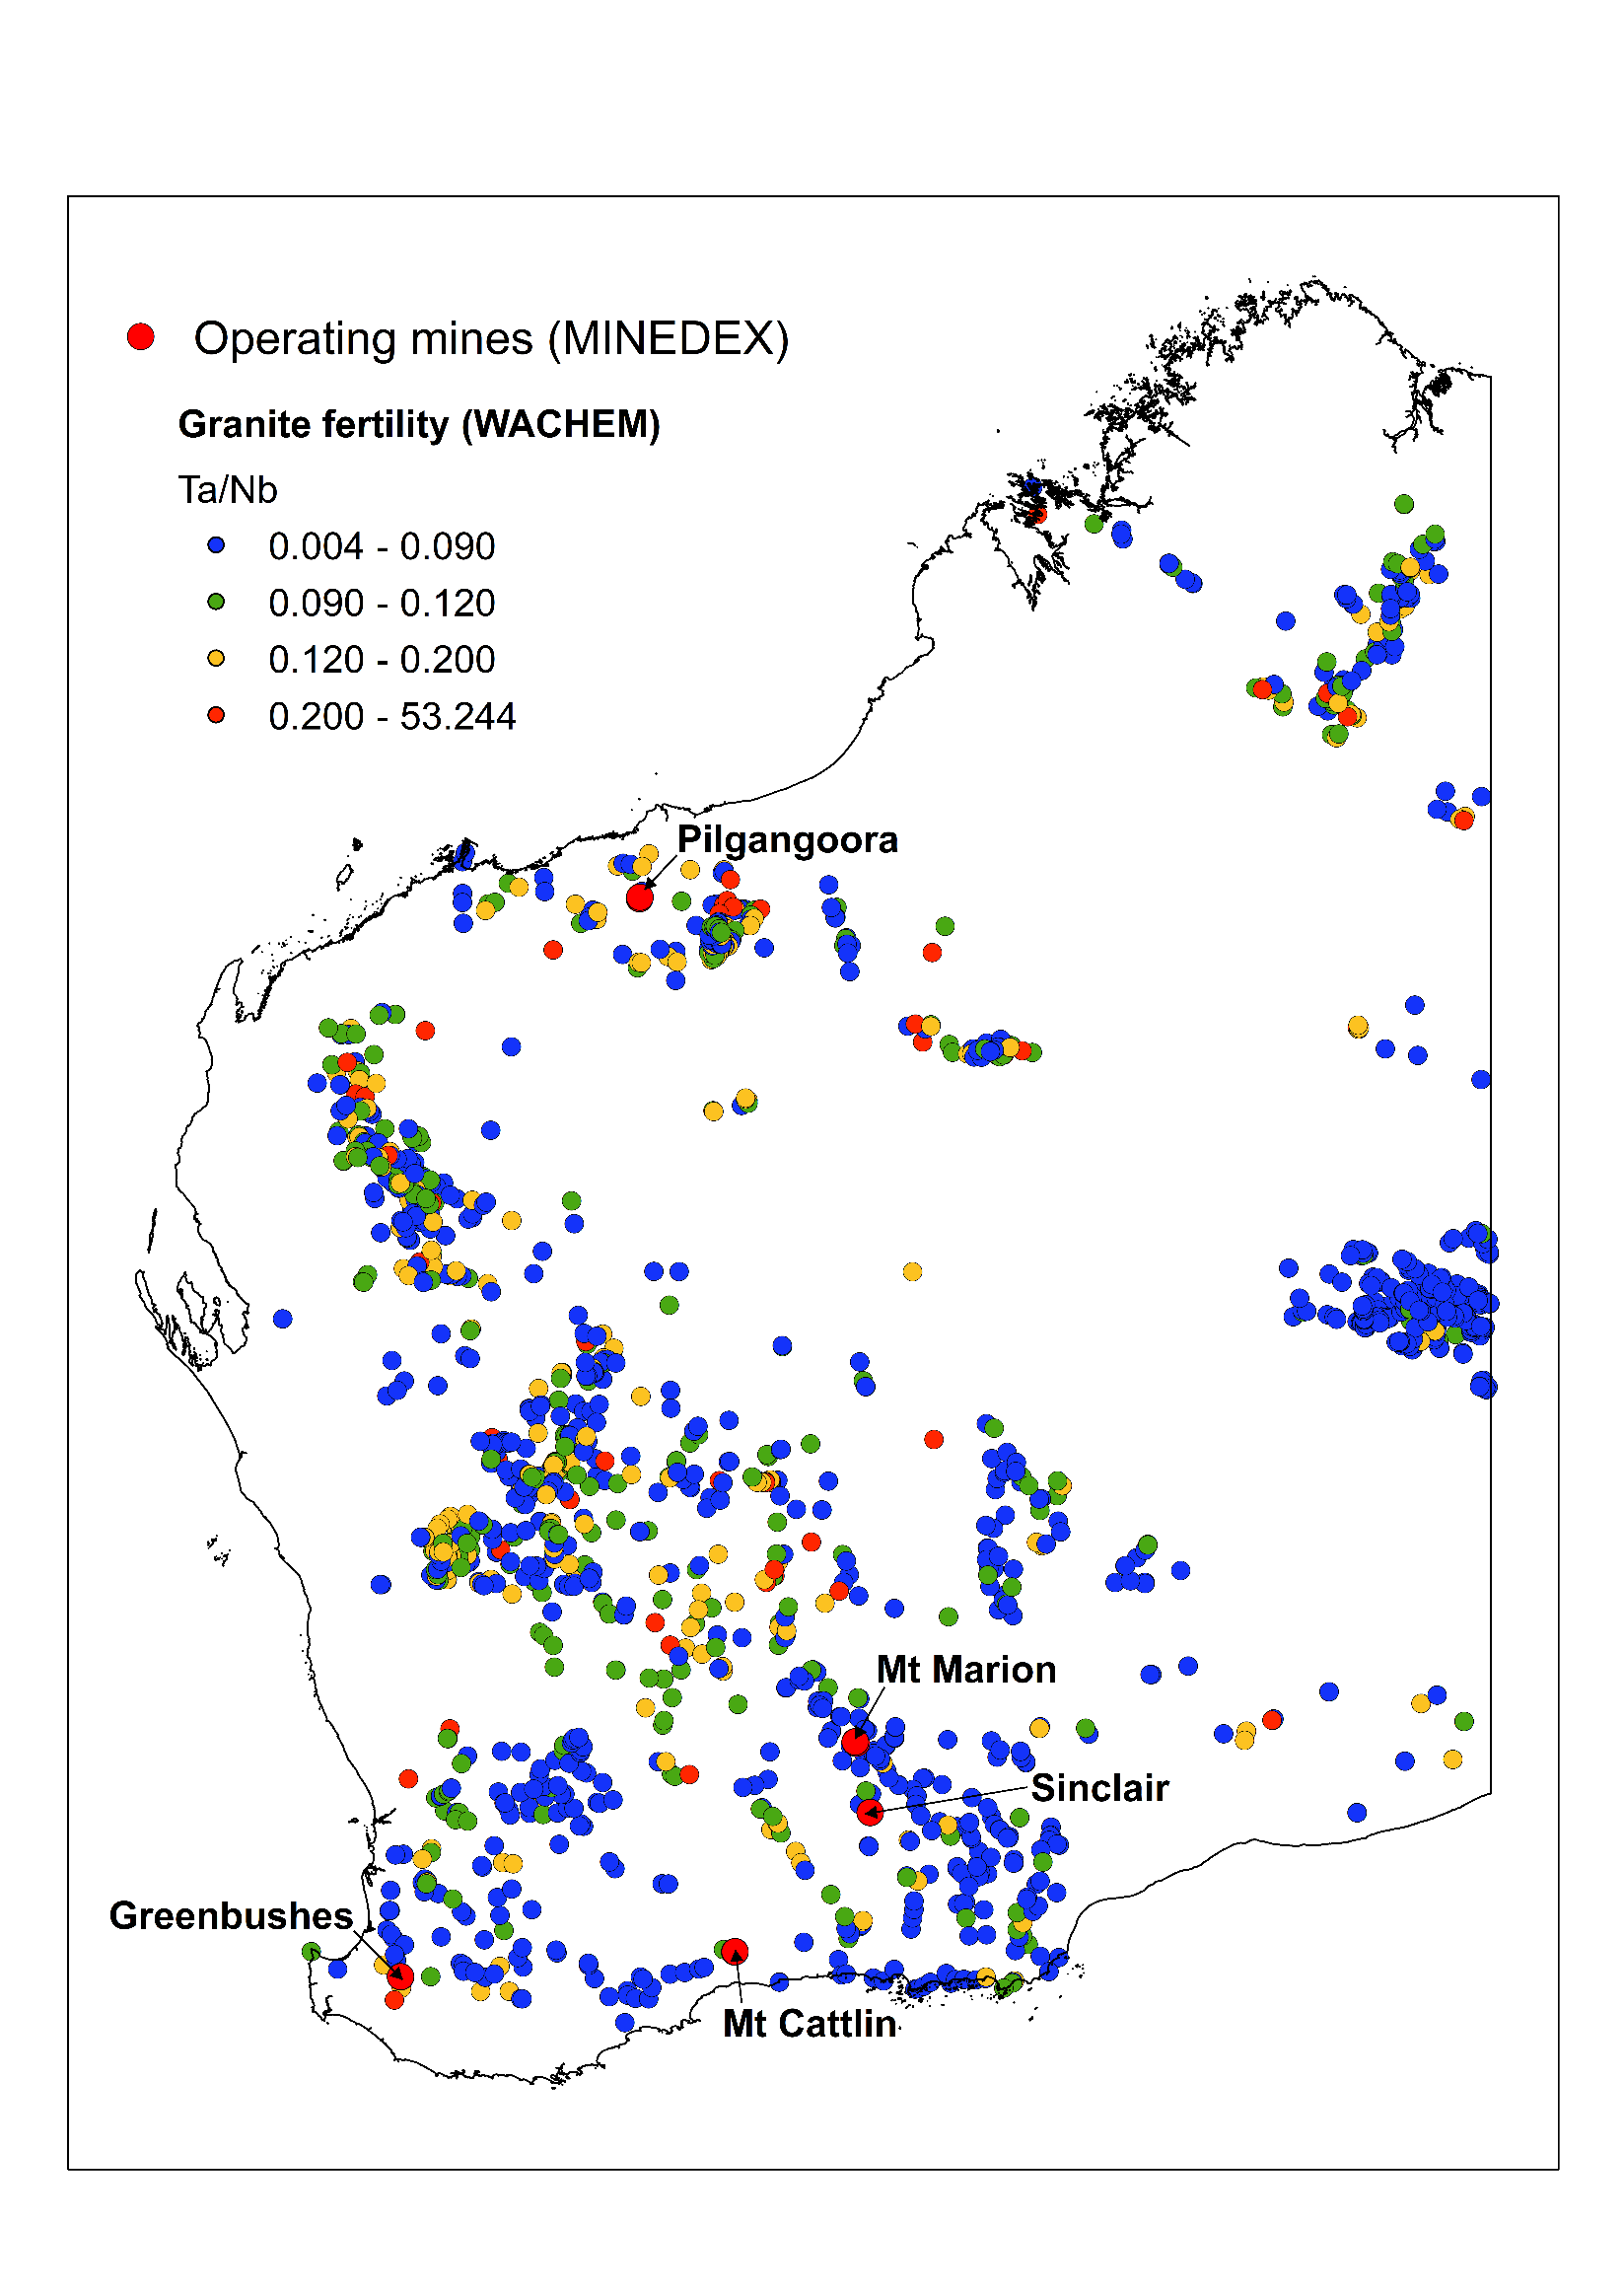 Operating mines (MINEDEX)
Granite fertility (WACHEM)
Ta/Nb
0.004 - 0.090
0.090 - 0.120
0.120 - 0.200
0.200 - 53.244
Pilgangoora
Mt Marion
Sinclair
Greenbushes
Mt Cattlin